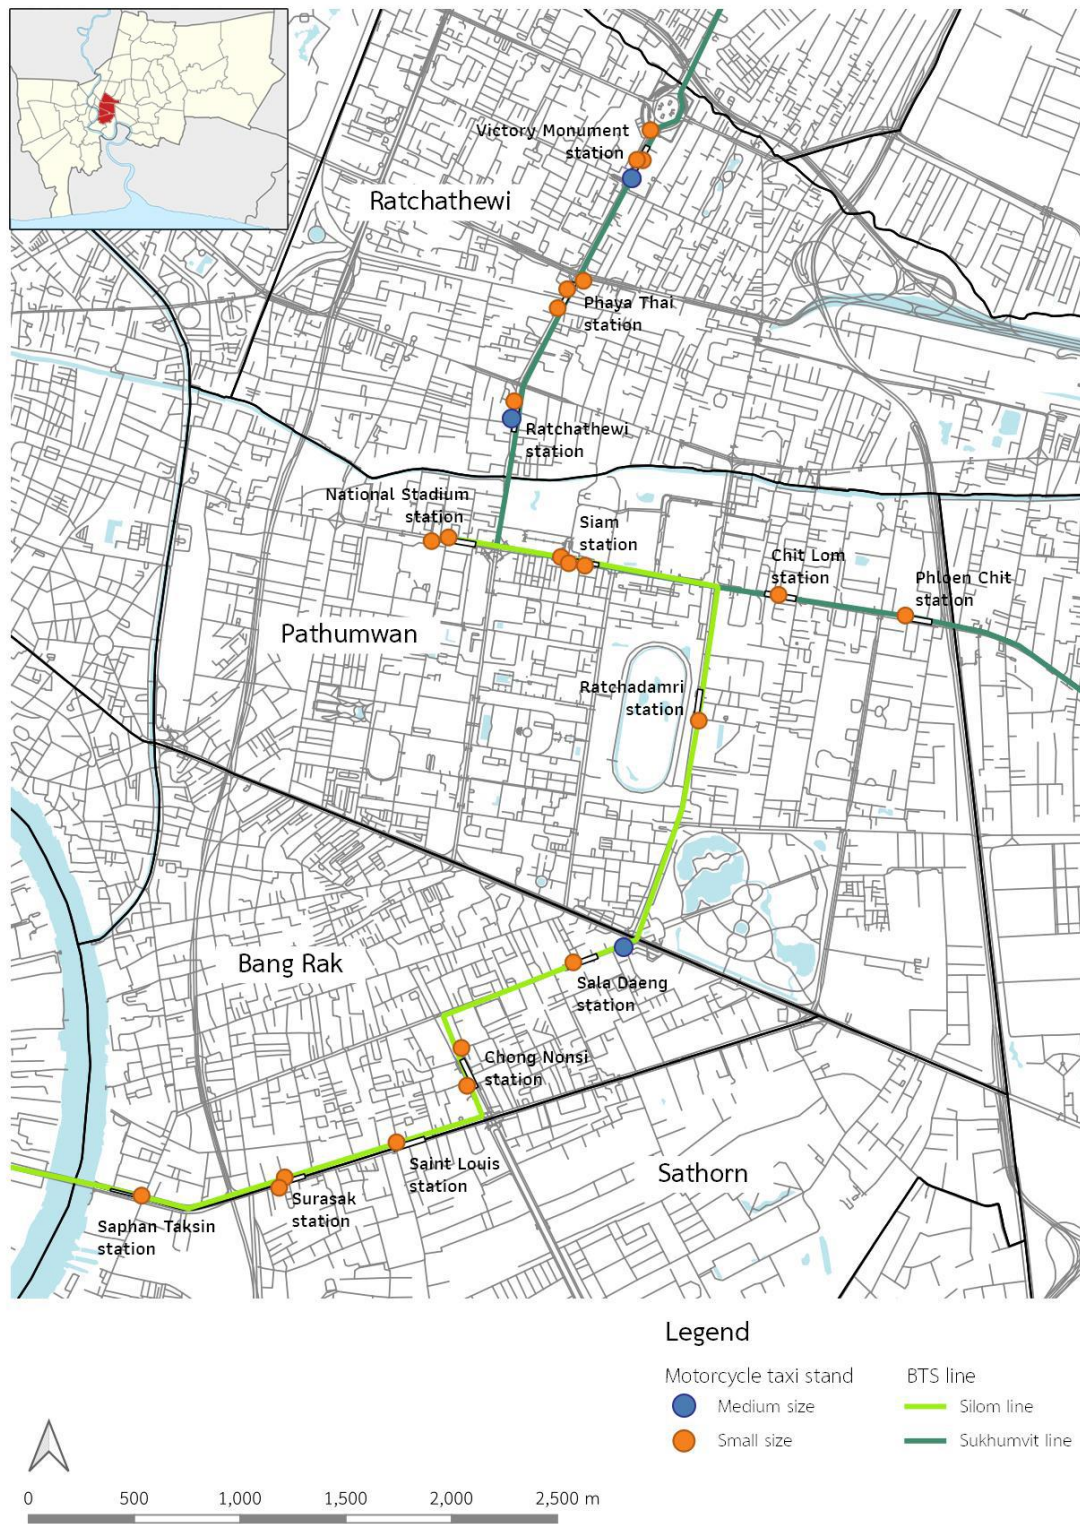 Victory Monument
station
Ratchathewi
Phaya Thai
station
Ratchathewi
station
National Stadium
station
Siam
station
Chit Lom
station
Phloen Chit
station
Pathumwan
Ratchadamri
station
Bang Rak
Sala Daeng
station
Chong Nonsi
station
Saint Louis
station
Sathorn
Surasak
station
Saphan Taksin
station
Legend
Motorcycle taxi stand
BTS line
Medium size
Silom line
Small size
Sukhumvit line
0 500 1,000 1,500 2,000 2,500 m